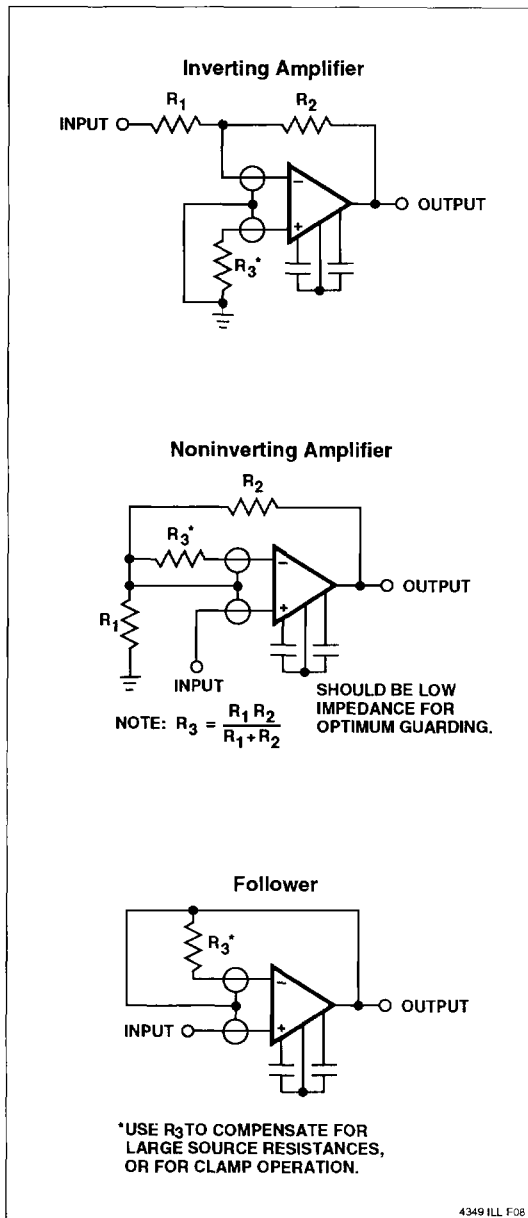 Inverting Amplifier
R1 R2
INPUT OUTPUT
−
+
R3*
Noninverting Amplifier
R2
R3*
−
OUTPUT
+
R1
INPUT
SHOULD BE LOW
IMPEDANCE FOR
OPTIMUM GUARDING.
NOTE: R3 = R1 R2 / R1 + R2
Follower
R3*
−
OUTPUT
INPUT +
*USE R3 TO COMPENSATE FOR
LARGE SOURCE RESISTANCES,
OR FOR CLAMP OPERATION.
4349 ILL F08